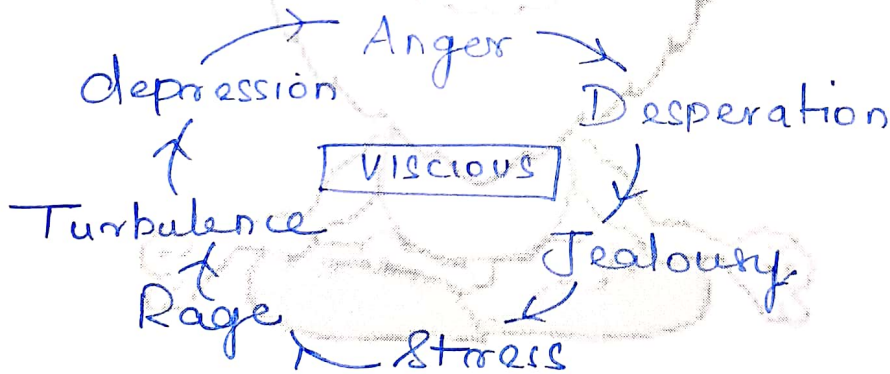 Anger
depression
Desperation
VISCIOUS
Turbulence
Jealousy
Rage
Stress